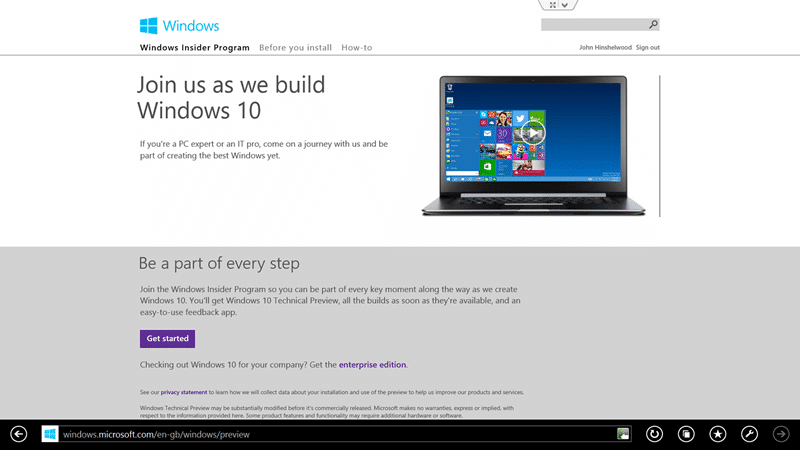 Windows
Windows Insider Program Before you install How-to
John Hinshelwood Sign out
Join us as we build
Windows 10
If you're a PC expert or an IT pro, come on a journey with us and be
part of creating the best Windows yet.
Be a part of every step
Join the Windows Insider Program so you can be part of every key moment along the way as we create
Windows 10. You'll get Windows 10 Technical Preview, all the builds as soon as they're available, and an
easy-to-use feedback app.
Get started
Checking out Windows 10 for your company? Get the enterprise edition.
See our privacy statement to learn how we will collect data about your installation and use of the preview to help us improve our products and services.
Windows Technical Preview may be substantially modified before it's commercially released. Microsoft makes no warranties, express or implied, with
respect to the information provided here. Some product features and functionality may require additional hardware or software.
windows.microsoft.com/en-gb/windows/preview